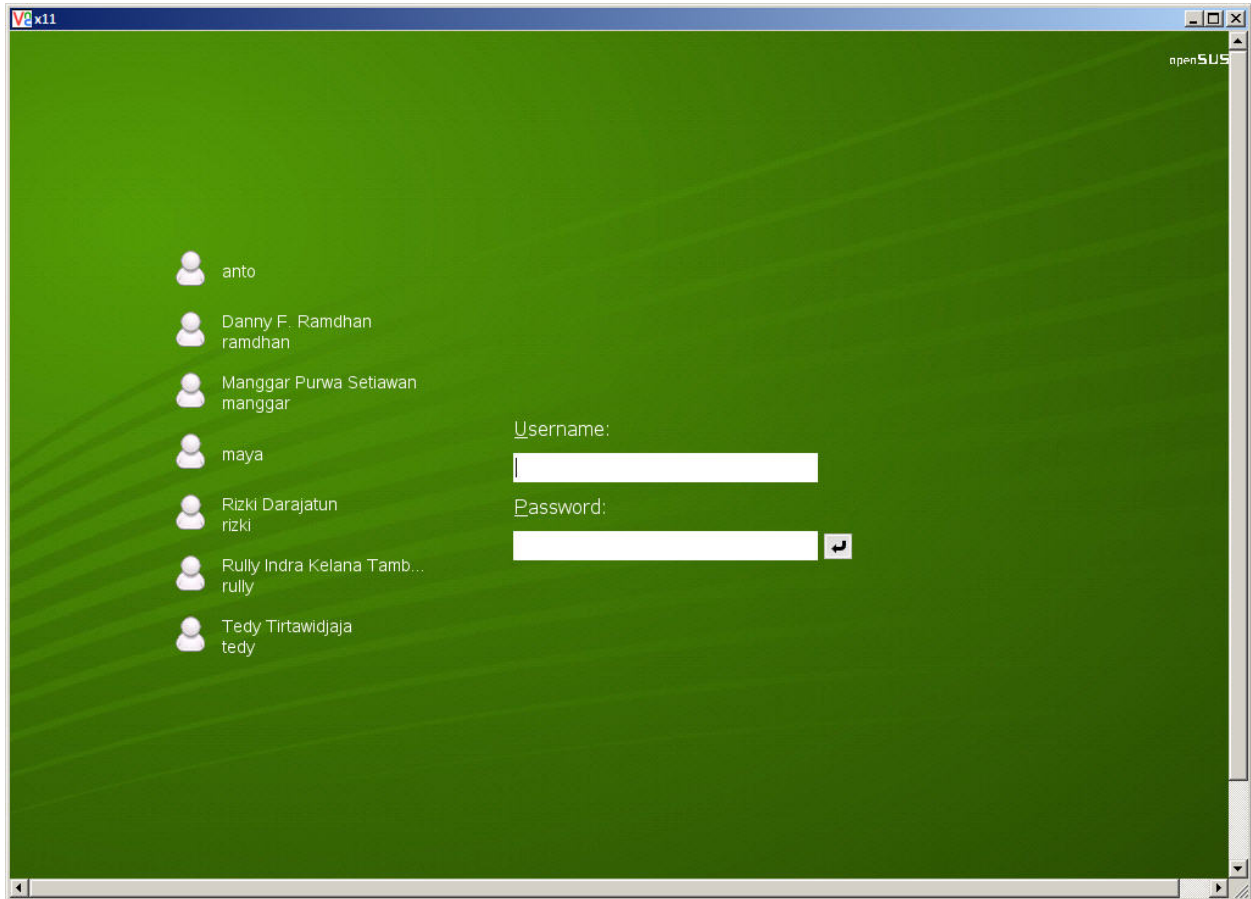 x11
openSUS
anto
Danny F. Ramdhan
ramdhan
Manggar Purwa Setiawan
manggar
maya
Rizki Darajatun
rizki
Rully Indra Kelana Tamb...
rully
Tedy Tirtawidjaja
tedy
Username:
Password: